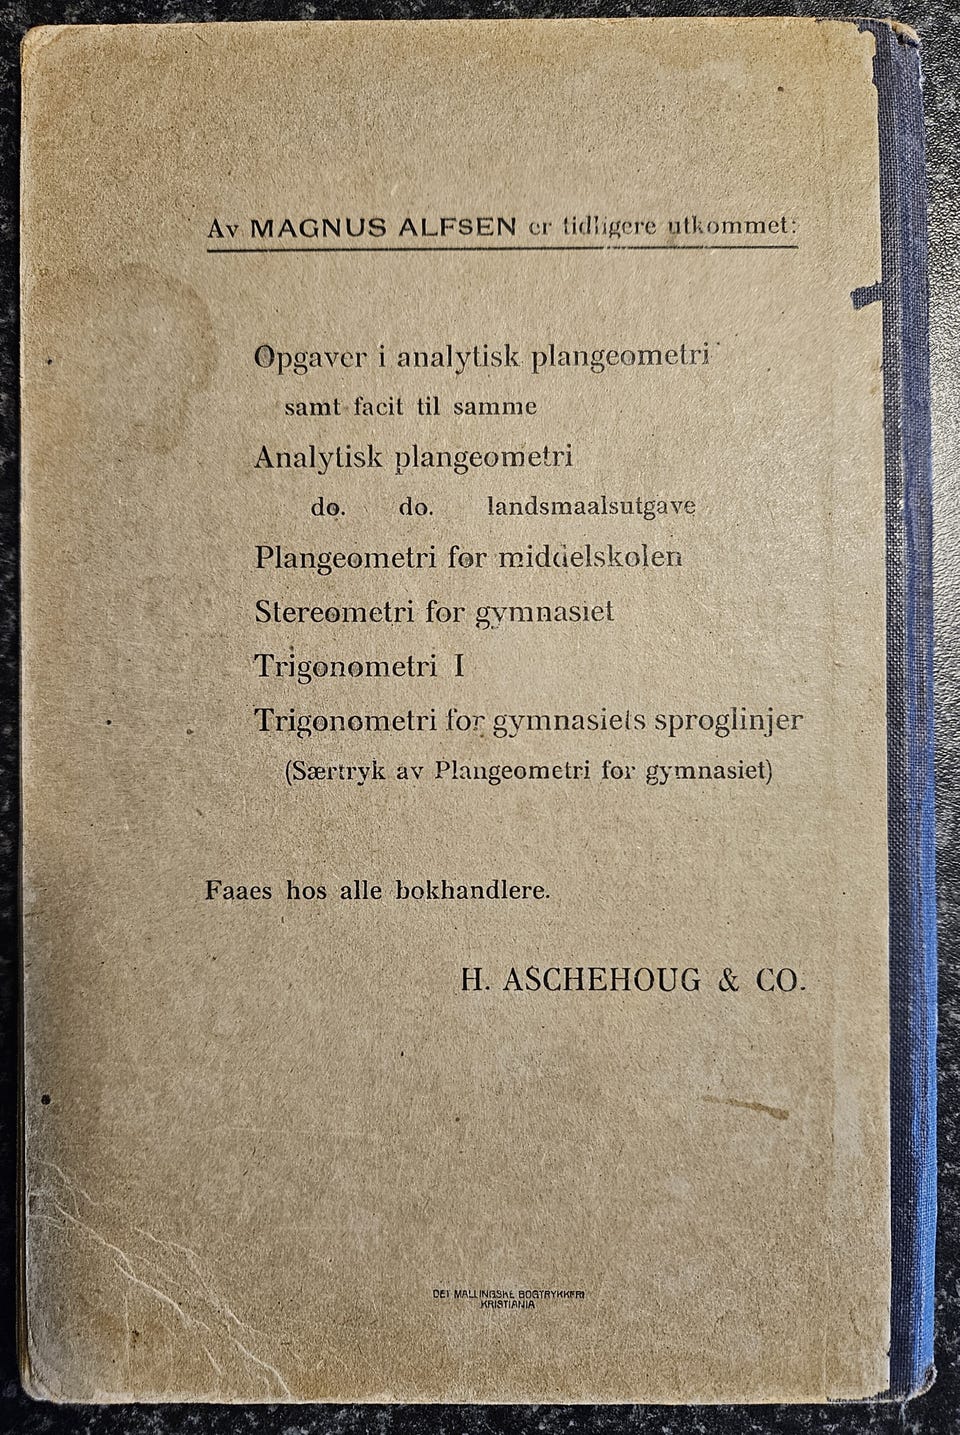 Av MAGNUS ALFSEN er tidligere utkommet:
Opgaver i analytisk plangeometri
samt facit til samme
Analytisk plangeometri
do. do. landsmaalsutgave
Plangeometri for middelskolen
Stereometri for gymnasiet
Trigonometri I
Trigonometri for gymnasiets sproglinjer
(Særtryk av Plangeometri for gymnasiet)
Faaes hos alle bokhandlere.
H. ASCHEHOUG & CO.
DET MALLINGSKE BOGTRYKKERI
KRISTIANIA